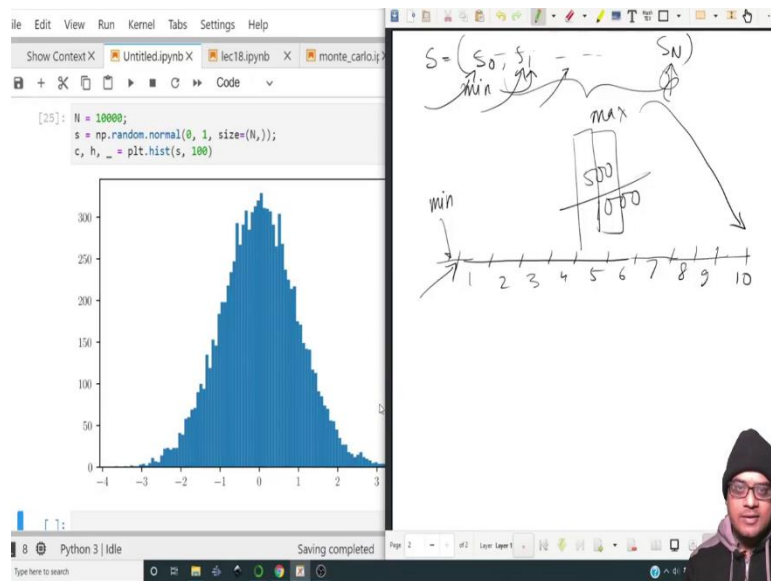 ile Edit View Run Kernel Tabs Settings Help
Show Context X Untitled.ipynb X lec18.ipynb X monte_carlo.ip
Code
[25]: N = 10000;
s = np.random.normal(0, 1, size=(N,));
c, h, _ = plt.hist(s, 100)
300
250
200
150
100
50
0
-4 -3 -2 -1 0 1 2 3
[ ]:
8 Python 3 | Idle Saving completed
Type here to search
S = ( S0 - S1 - - - SN )
min
max
500
1000
min
1 2 3 4 5 6 7 8 9 10
Page 2 of 2 Layer Layer 1